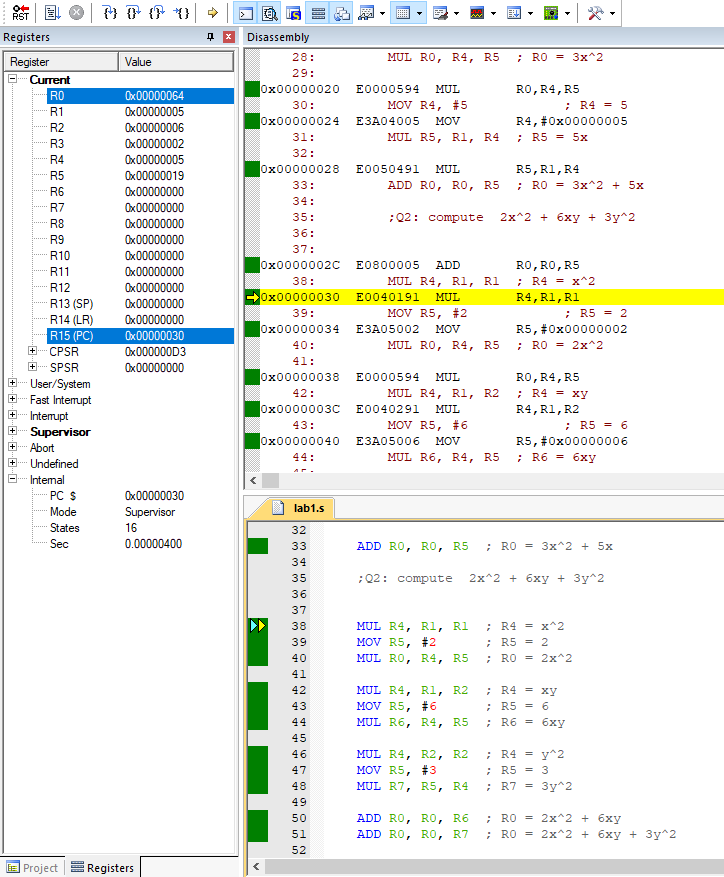 RST
Registers
Register Value
Current
R0 0x00000064
R1 0x00000005
R2 0x00000006
R3 0x00000002
R4 0x00000005
R5 0x00000019
R6 0x00000000
R7 0x00000000
R8 0x00000000
R9 0x00000000
R10 0x00000000
R11 0x00000000
R12 0x00000000
R13 (SP) 0x00000000
R14 (LR) 0x00000000
R15 (PC) 0x00000030
CPSR 0x000000D3
SPSR 0x00000000
User/System
Fast Interrupt
Interrupt
Supervisor
Abort
Undefined
Internal
PC $ 0x00000030
Mode Supervisor
States 16
Sec 0.00000400
Project Registers
Disassembly
28: MUL R0, R4, R5 ; R0 = 3x^2
29:
0x00000020 E0000594 MUL R0,R4,R5
30: MOV R4, #5 ; R4 = 5
0x00000024 E3A04005 MOV R4,#0x00000005
31: MUL R5, R1, R4 ; R5 = 5x
32:
0x00000028 E0050491 MUL R5,R1,R4
33: ADD R0, R0, R5 ; R0 = 3x^2 + 5x
34:
35: ;Q2: compute 2x^2 + 6xy + 3y^2
36:
37:
0x0000002C E0800005 ADD R0,R0,R5
38: MUL R4, R1, R1 ; R4 = x^2
0x00000030 E0040191 MUL R4,R1,R1
39: MOV R5, #2 ; R5 = 2
0x00000034 E3A05002 MOV R5,#0x00000002
40: MUL R0, R4, R5 ; R0 = 2x^2
41:
0x00000038 E0000594 MUL R0,R4,R5
42: MUL R4, R1, R2 ; R4 = xy
0x0000003C E0040291 MUL R4,R1,R2
43: MOV R5, #6 ; R5 = 6
0x00000040 E3A05006 MOV R5,#0x00000006
44: MUL R6, R4, R5 ; R6 = 6xy
lab1.s
32
33 ADD R0, R0, R5 ; R0 = 3x^2 + 5x
34
35 ;Q2: compute 2x^2 + 6xy + 3y^2
36
37
38 MUL R4, R1, R1 ; R4 = x^2
39 MOV R5, #2 ; R5 = 2
40 MUL R0, R4, R5 ; R0 = 2x^2
41
42 MUL R4, R1, R2 ; R4 = xy
43 MOV R5, #6 ; R5 = 6
44 MUL R6, R4, R5 ; R6 = 6xy
45
46 MUL R4, R2, R2 ; R4 = y^2
47 MOV R5, #3 ; R5 = 3
48 MUL R7, R5, R4 ; R7 = 3y^2
49
50 ADD R0, R0, R6 ; R0 = 2x^2 + 6xy
51 ADD R0, R0, R7 ; R0 = 2x^2 + 6xy + 3y^2
52